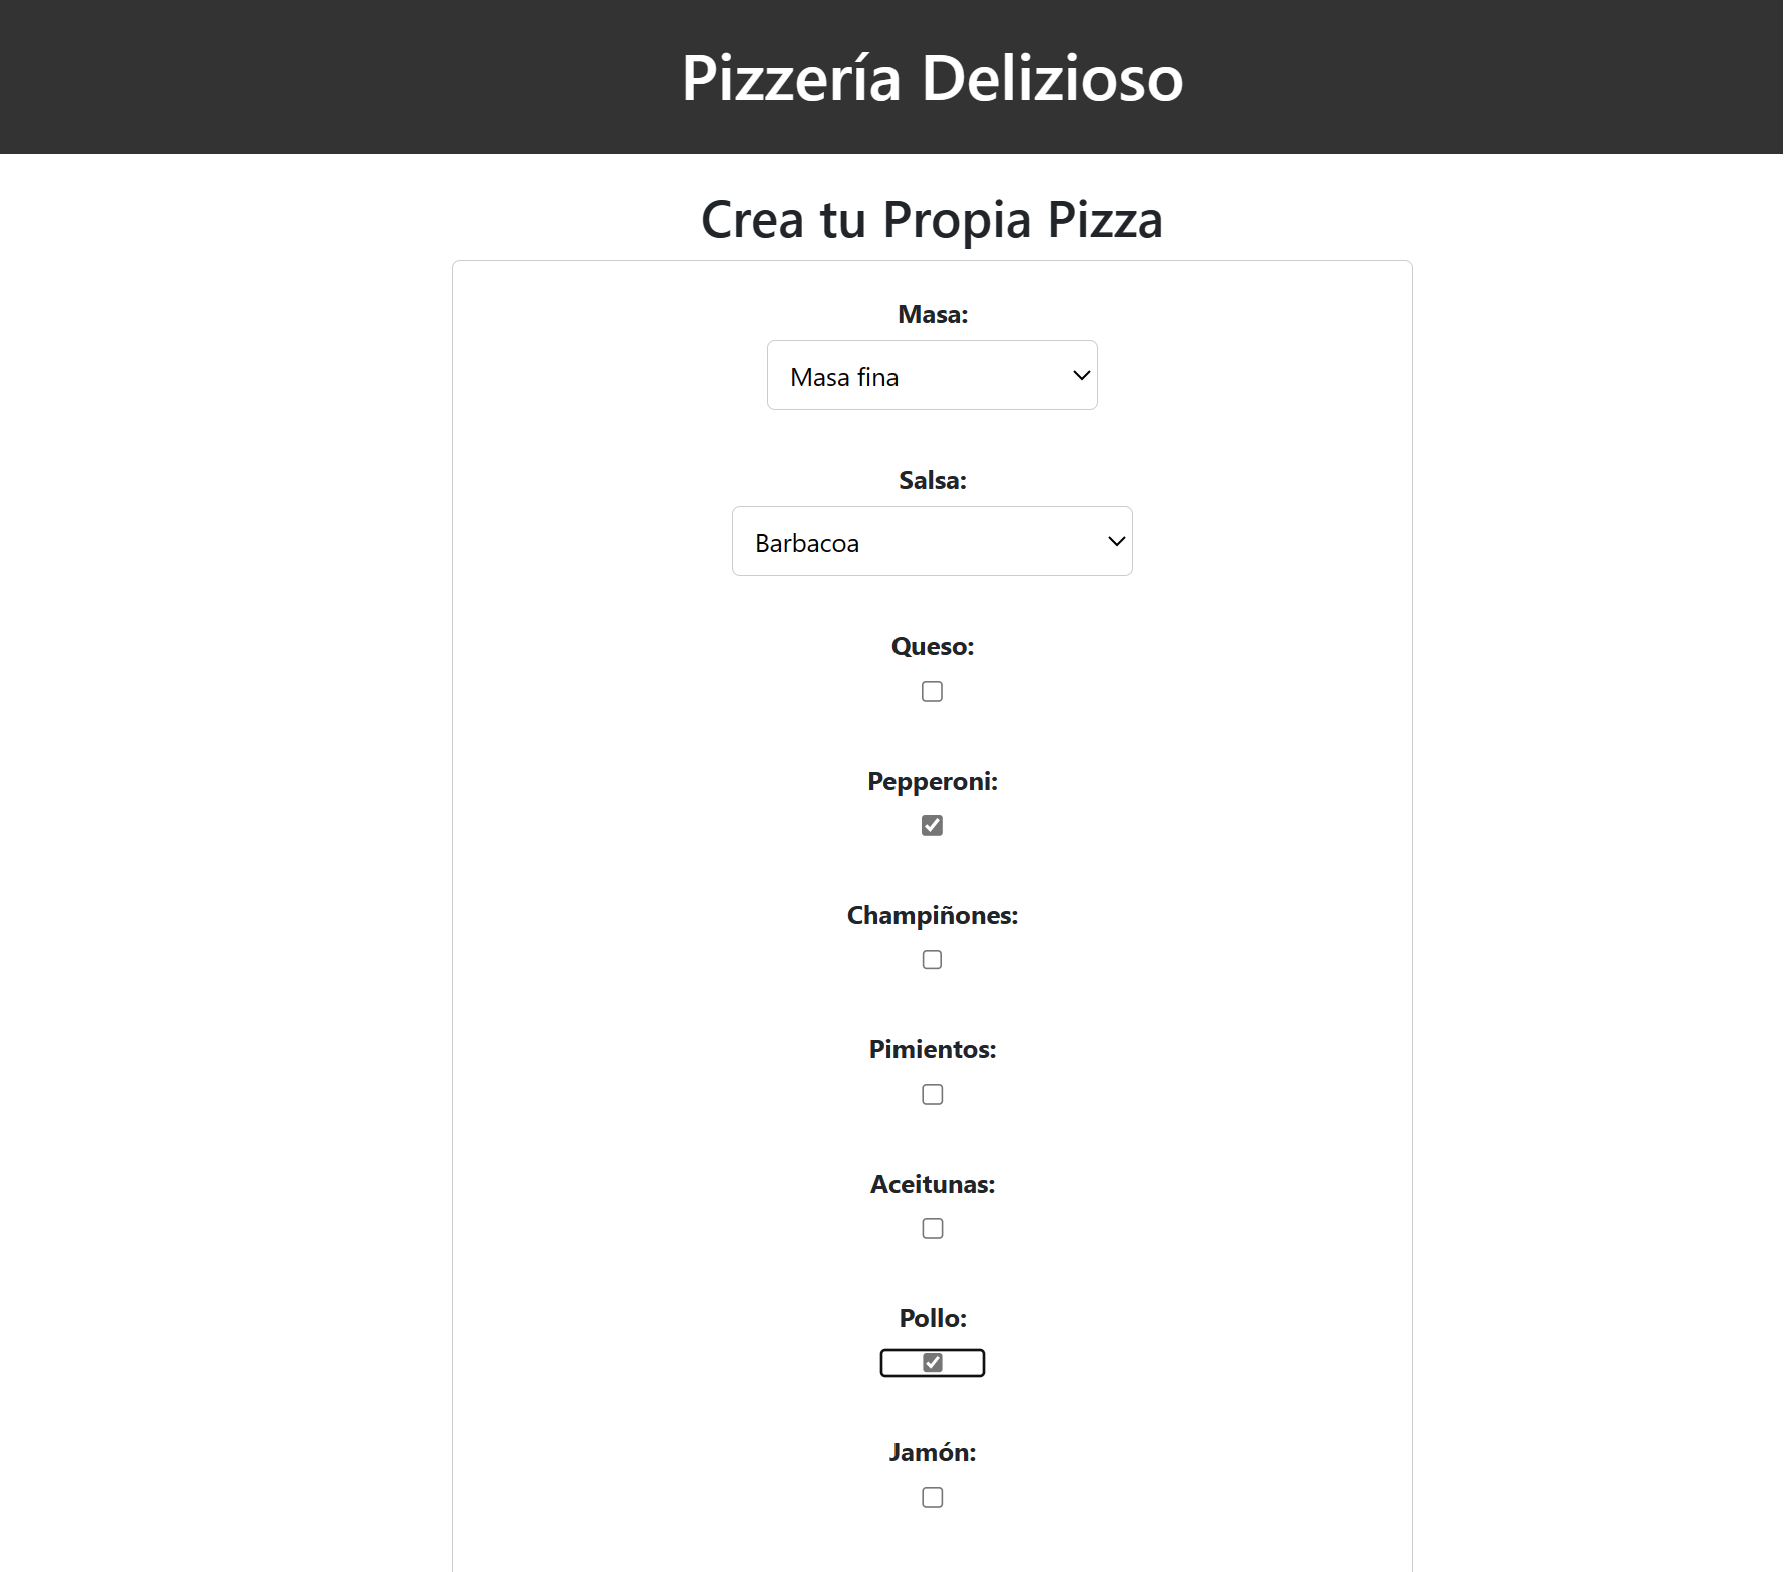 Pizzería Delizioso
Crea tu Propia Pizza
Masa:
Masa fina
Salsa:
Barbacoa
Queso:
Pepperoni:
Champiñones:
Pimientos:
Aceitunas:
Pollo:
Jamón: